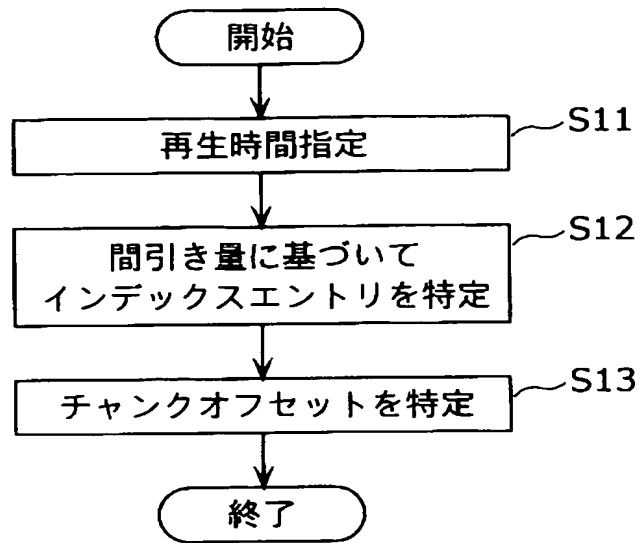 開始
再生時間指定
S11
間引き量に基づいて
インデックスエントリを特定
S12
チャンクオフセットを特定
S13
終了